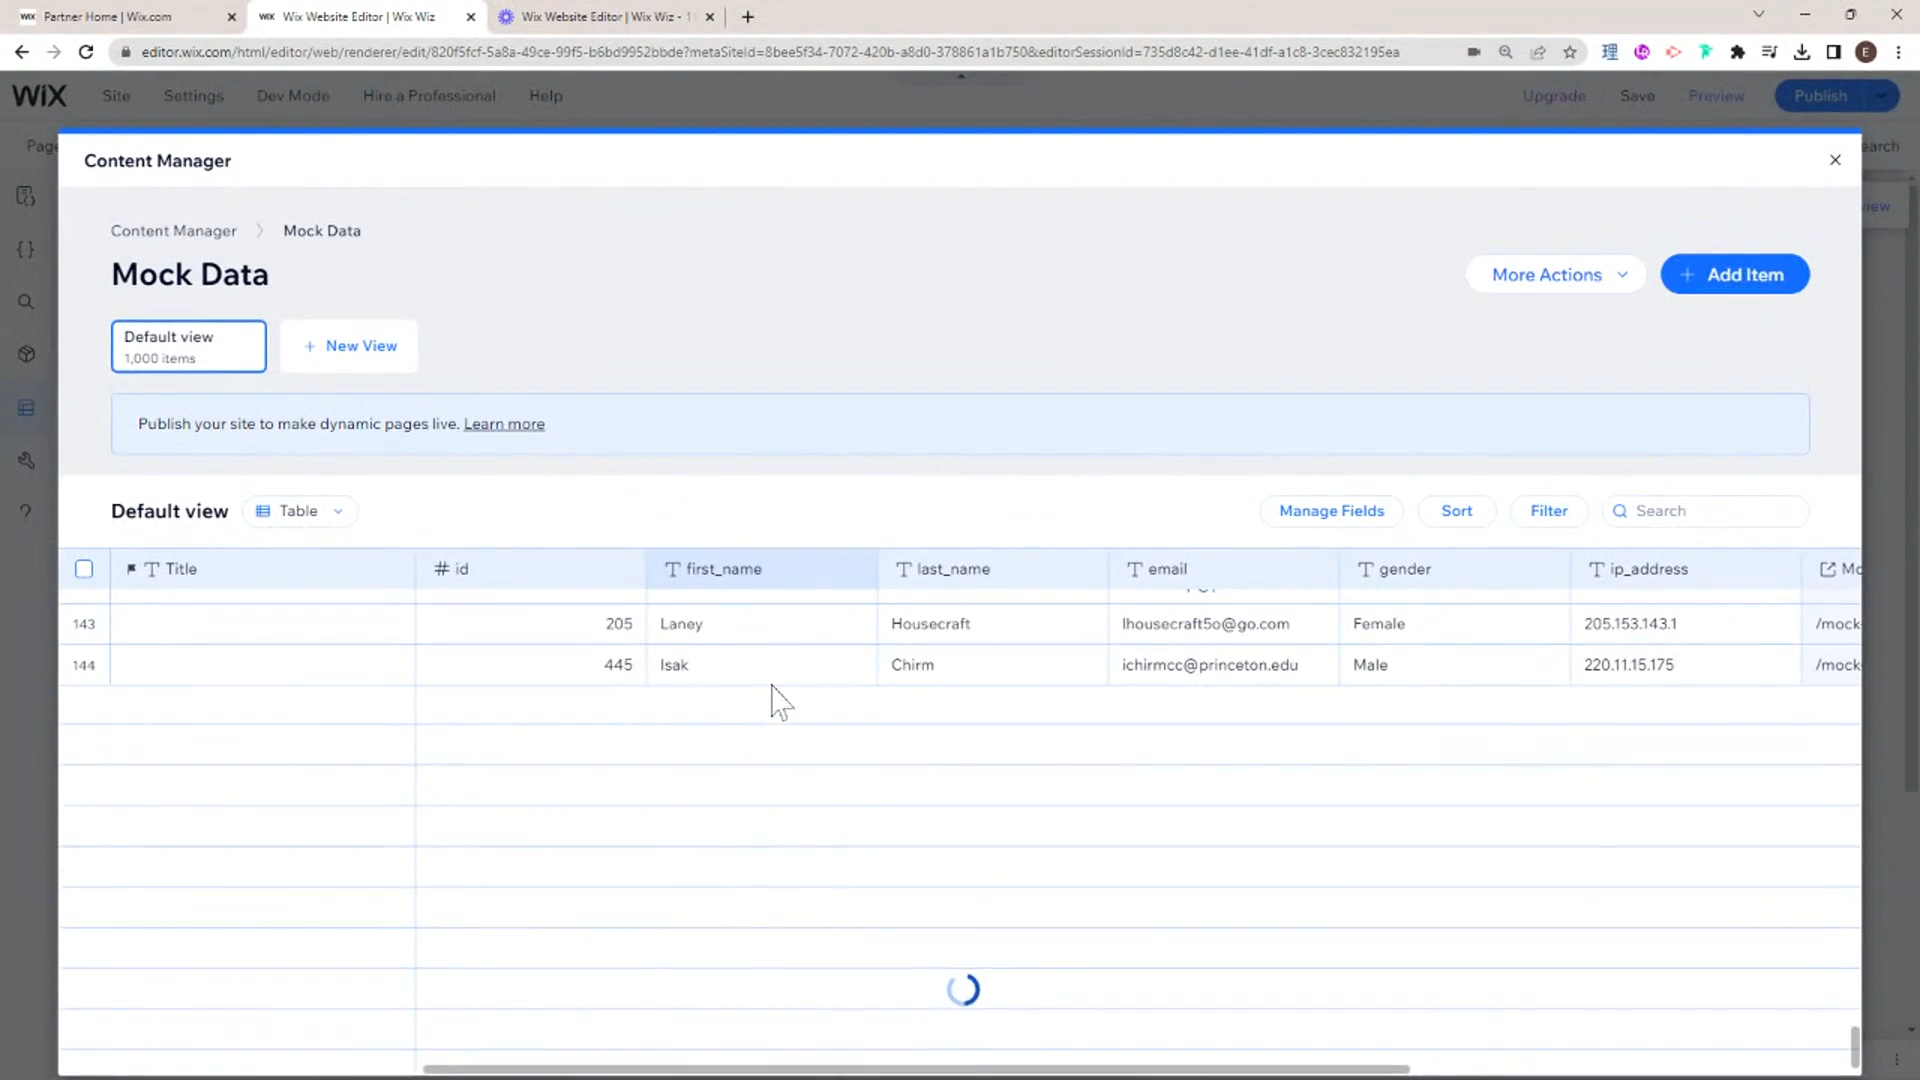 Partner Home | Wix.com
Wix Website Editor | Wix Wiz
Wix Website Editor | Wix Wiz -
editor.wix.com/html/editor/web/renderer/edit/820f5fcf-5a8a-49ce-99f5-b6bd9952bbde?metaSiteId=8bee5f34-7072-420b-a8d0-378861a1b750&editorSessionId=735d8c42-d1ee-41df-a1c8-3cec832195ea
E
WiX Site Settings Dev Mode Hire a Professional Help Upgrade Save Preview Publish
Content Manager
Content Manager > Mock Data
Mock Data
More Actions
+ Add Item
Default view
1,000 items
+ New View
Publish your site to make dynamic pages live. Learn more
Default view Table Manage Fields Sort Filter Search
Title # id first_name last_name email gender ip_address
143 205 Laney Housecraft lhousecraft5o@go.com Female 205.153.143.1 /mock
144 445 Isak Chirm ichirmcc@princeton.edu Male 220.11.15.175 /mock